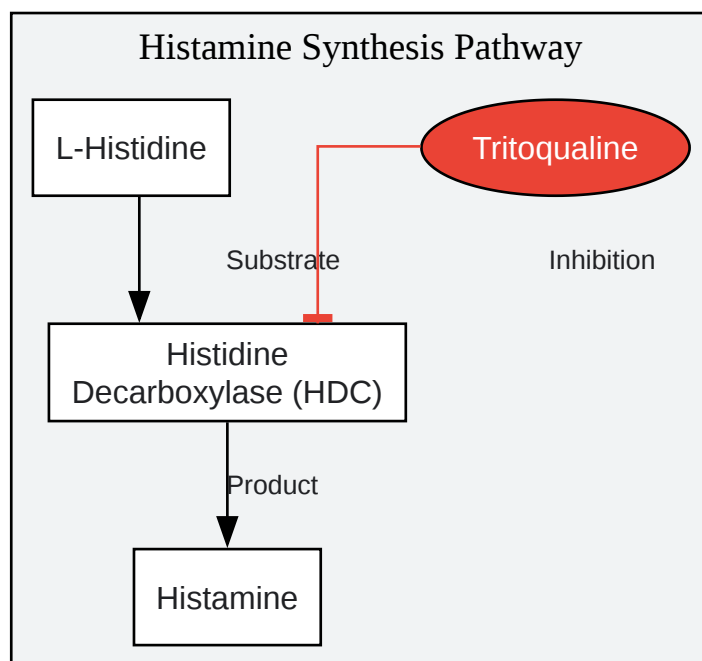 Histamine Synthesis Pathway
L-Histidine
Tritoqualine
Substrate
Inhibition
Histidine
Decarboxylase (HDC)
Product
Histamine